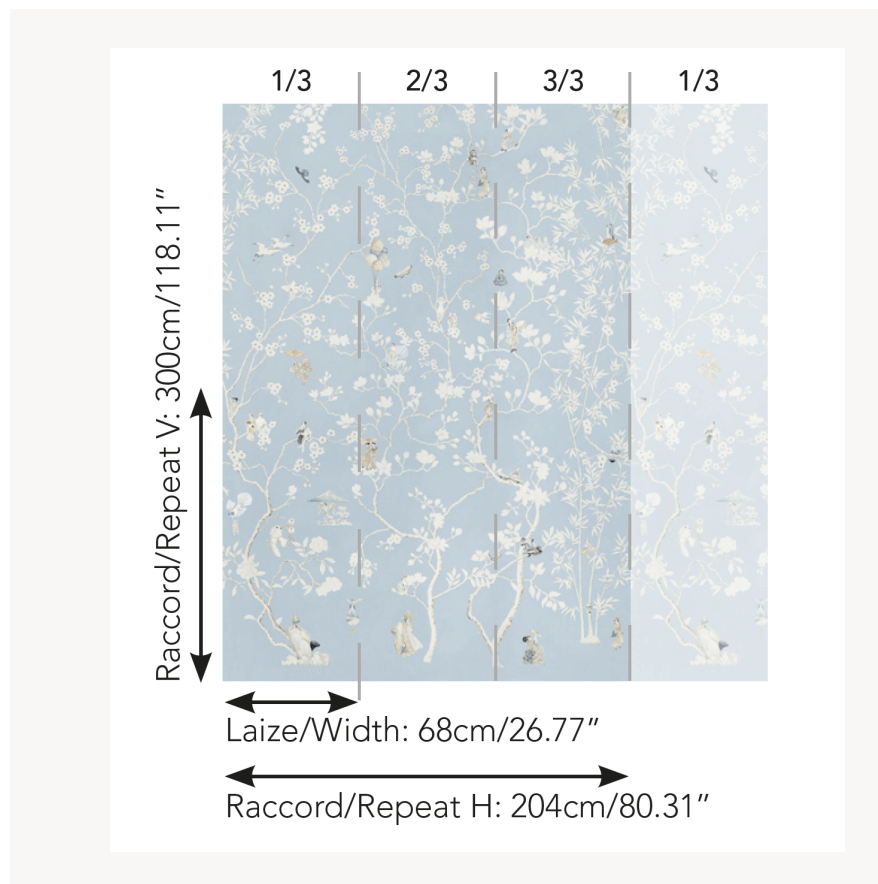 1/3 2/3 3/3 1/3
Raccord/Repeat V: 300cm/118.11”
Laize/Width: 68cm/26.77”
Raccord/Repeat H: 204cm/80.31”